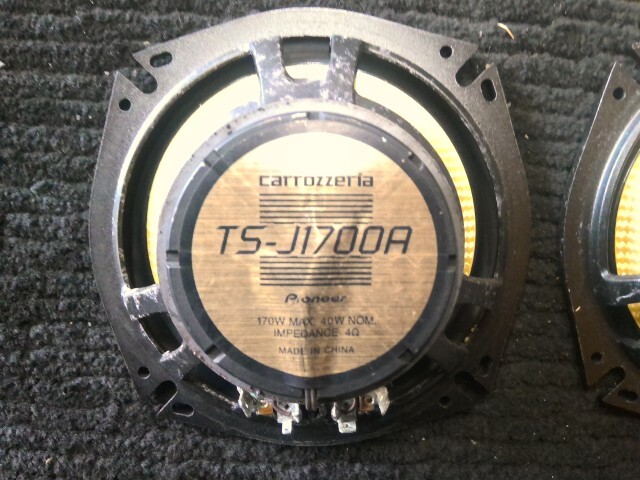 carrozzeria
TS-J1700A
Pioneer
170W MAX. 40W NOM.
IMPEDANCE 4Ω
MADE IN CHINA